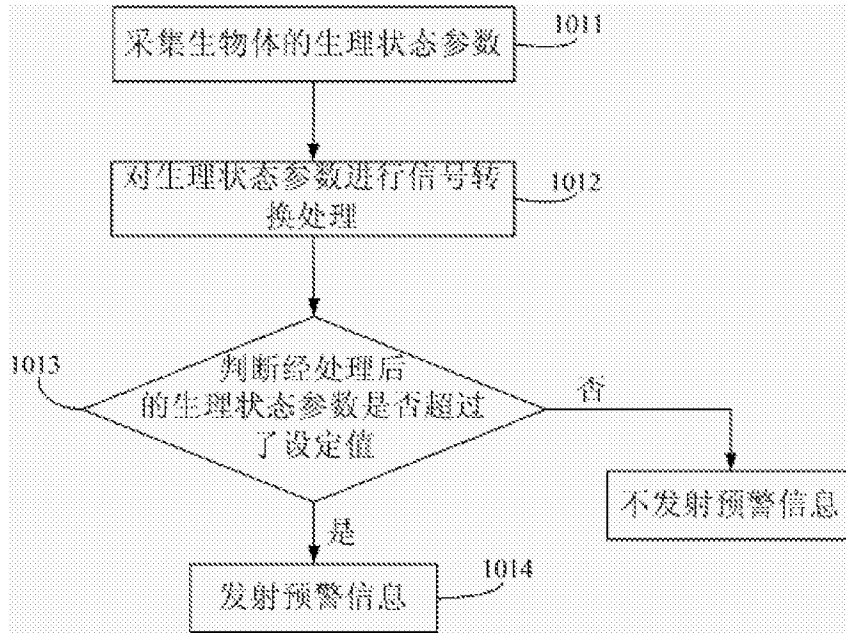 采集生物体的生理状态参数
1011
对生理状态参数进行信号转
换处理
1012
1013
判断经处理后
的生理状态参数是否超过
了设定值
否
不发射预警信息
是
发射预警信息
1014